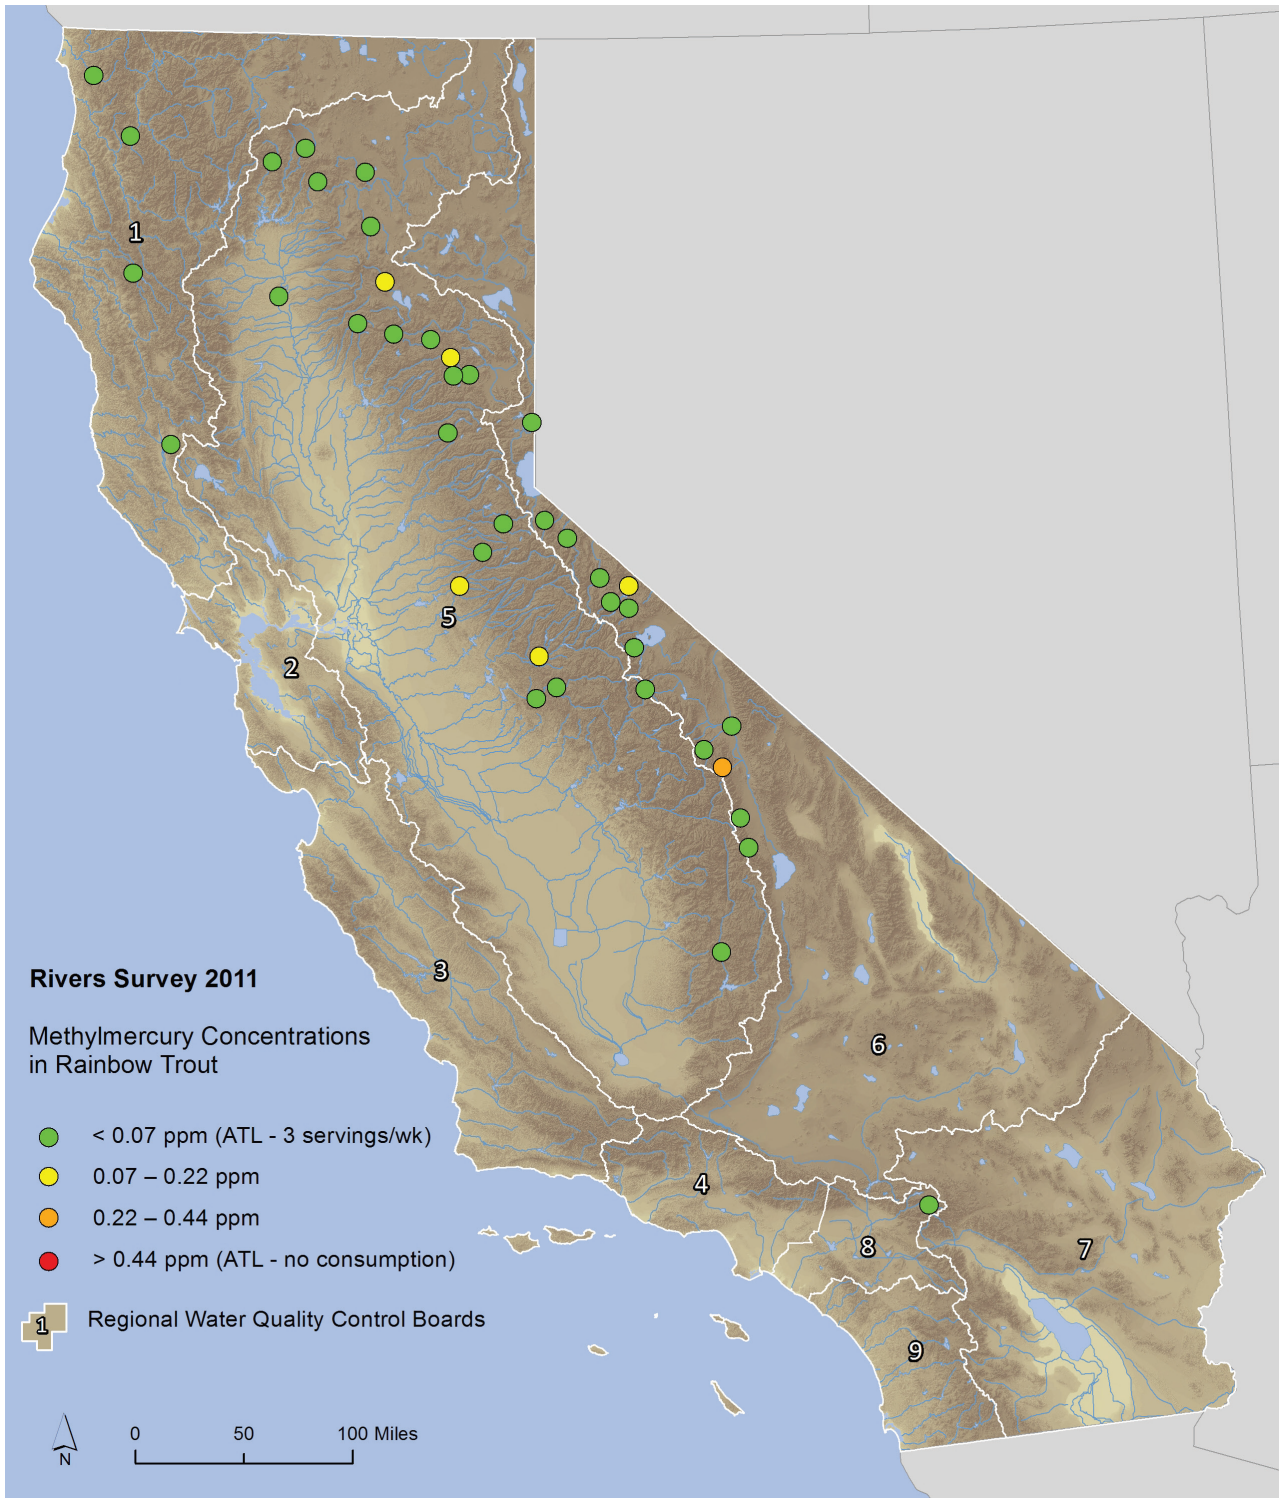 1
5
2
3
6
4
8
7
9
Rivers Survey 2011
Methylmercury Concentrations
in Rainbow Trout
< 0.07 ppm (ATL - 3 servings/wk)
0.07 – 0.22 ppm
0.22 – 0.44 ppm
> 0.44 ppm (ATL - no consumption)
1 Regional Water Quality Control Boards
N
0 50 100 Miles